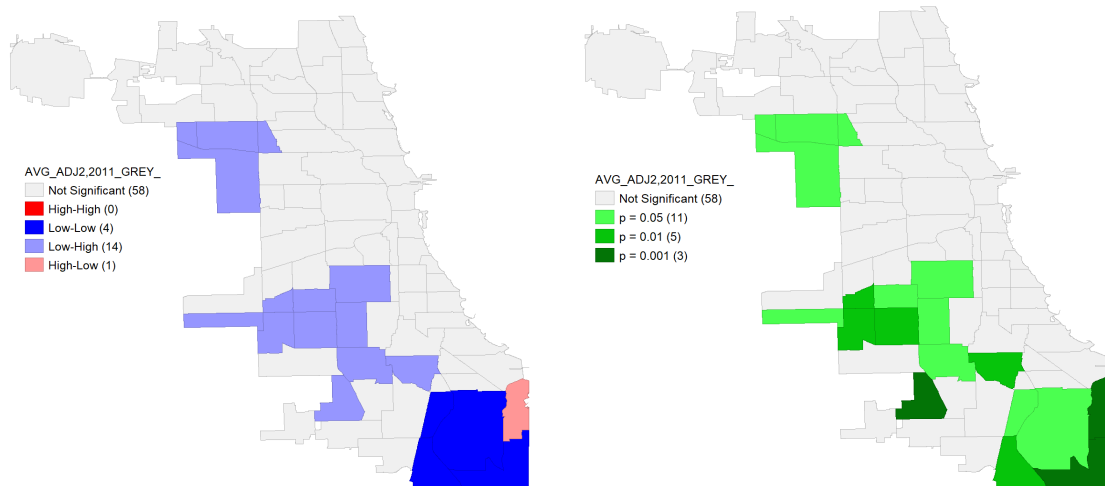 AVG_ADJ2,2011_GREY_
Not Significant (58)
High-High (0)
Low-Low (4)
Low-High (14)
High-Low (1)
AVG_ADJ2,2011_GREY_
Not Significant (58)
p = 0.05 (11)
p = 0.01 (5)
p = 0.001 (3)